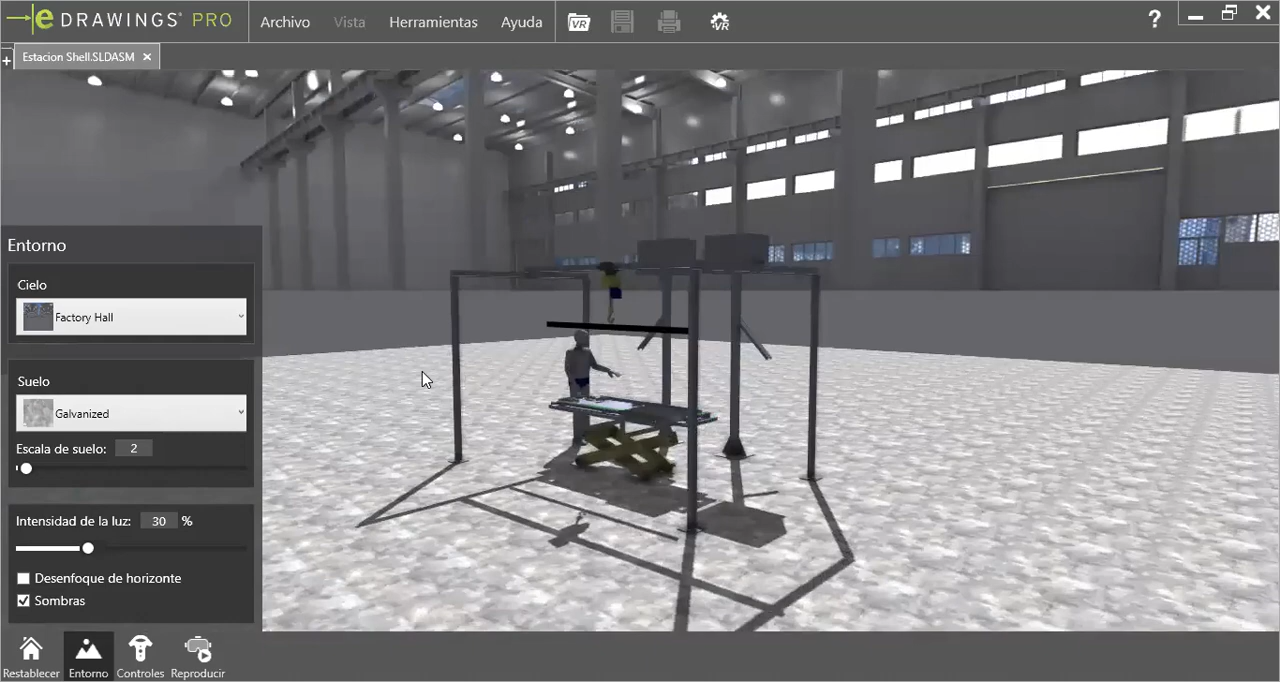 eDRAWINGS® PRO
Archivo Vista Herramientas Ayuda VR VR ?
+ Estacion Shell.SLDASM ×
Entorno
Cielo
Factory Hall
Suelo
Galvanized
Escala de suelo: 2
Intensidad de la luz: 30 %
Desenfoque de horizonte
Sombras
Restablecer Entorno Controles Reproducir